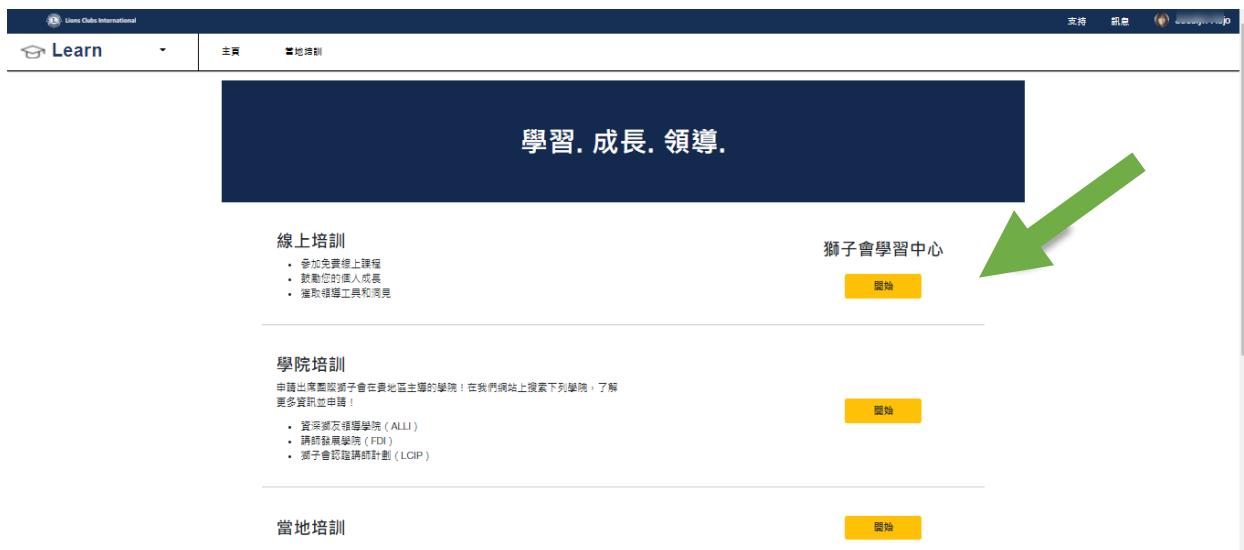 Lions Clubs International
支持 訊息
Learn 主頁 當地培訓
學習. 成長. 領導.
線上培訓
• 參加免費線上課程
• 鼓勵您的個人成長
• 獲取領導工具和洞見
獅子會學習中心
開始
學院培訓
申請出席國際獅子會在貴地區主導的學院！在我們網站上搜索下列學院，了解
更多資訊並申請！
• 資深獅友領導學院 ( ALLI )
• 講師發展學院 ( FDI )
• 獅子會認證講師計劃 ( LCIP )
開始
當地培訓
開始